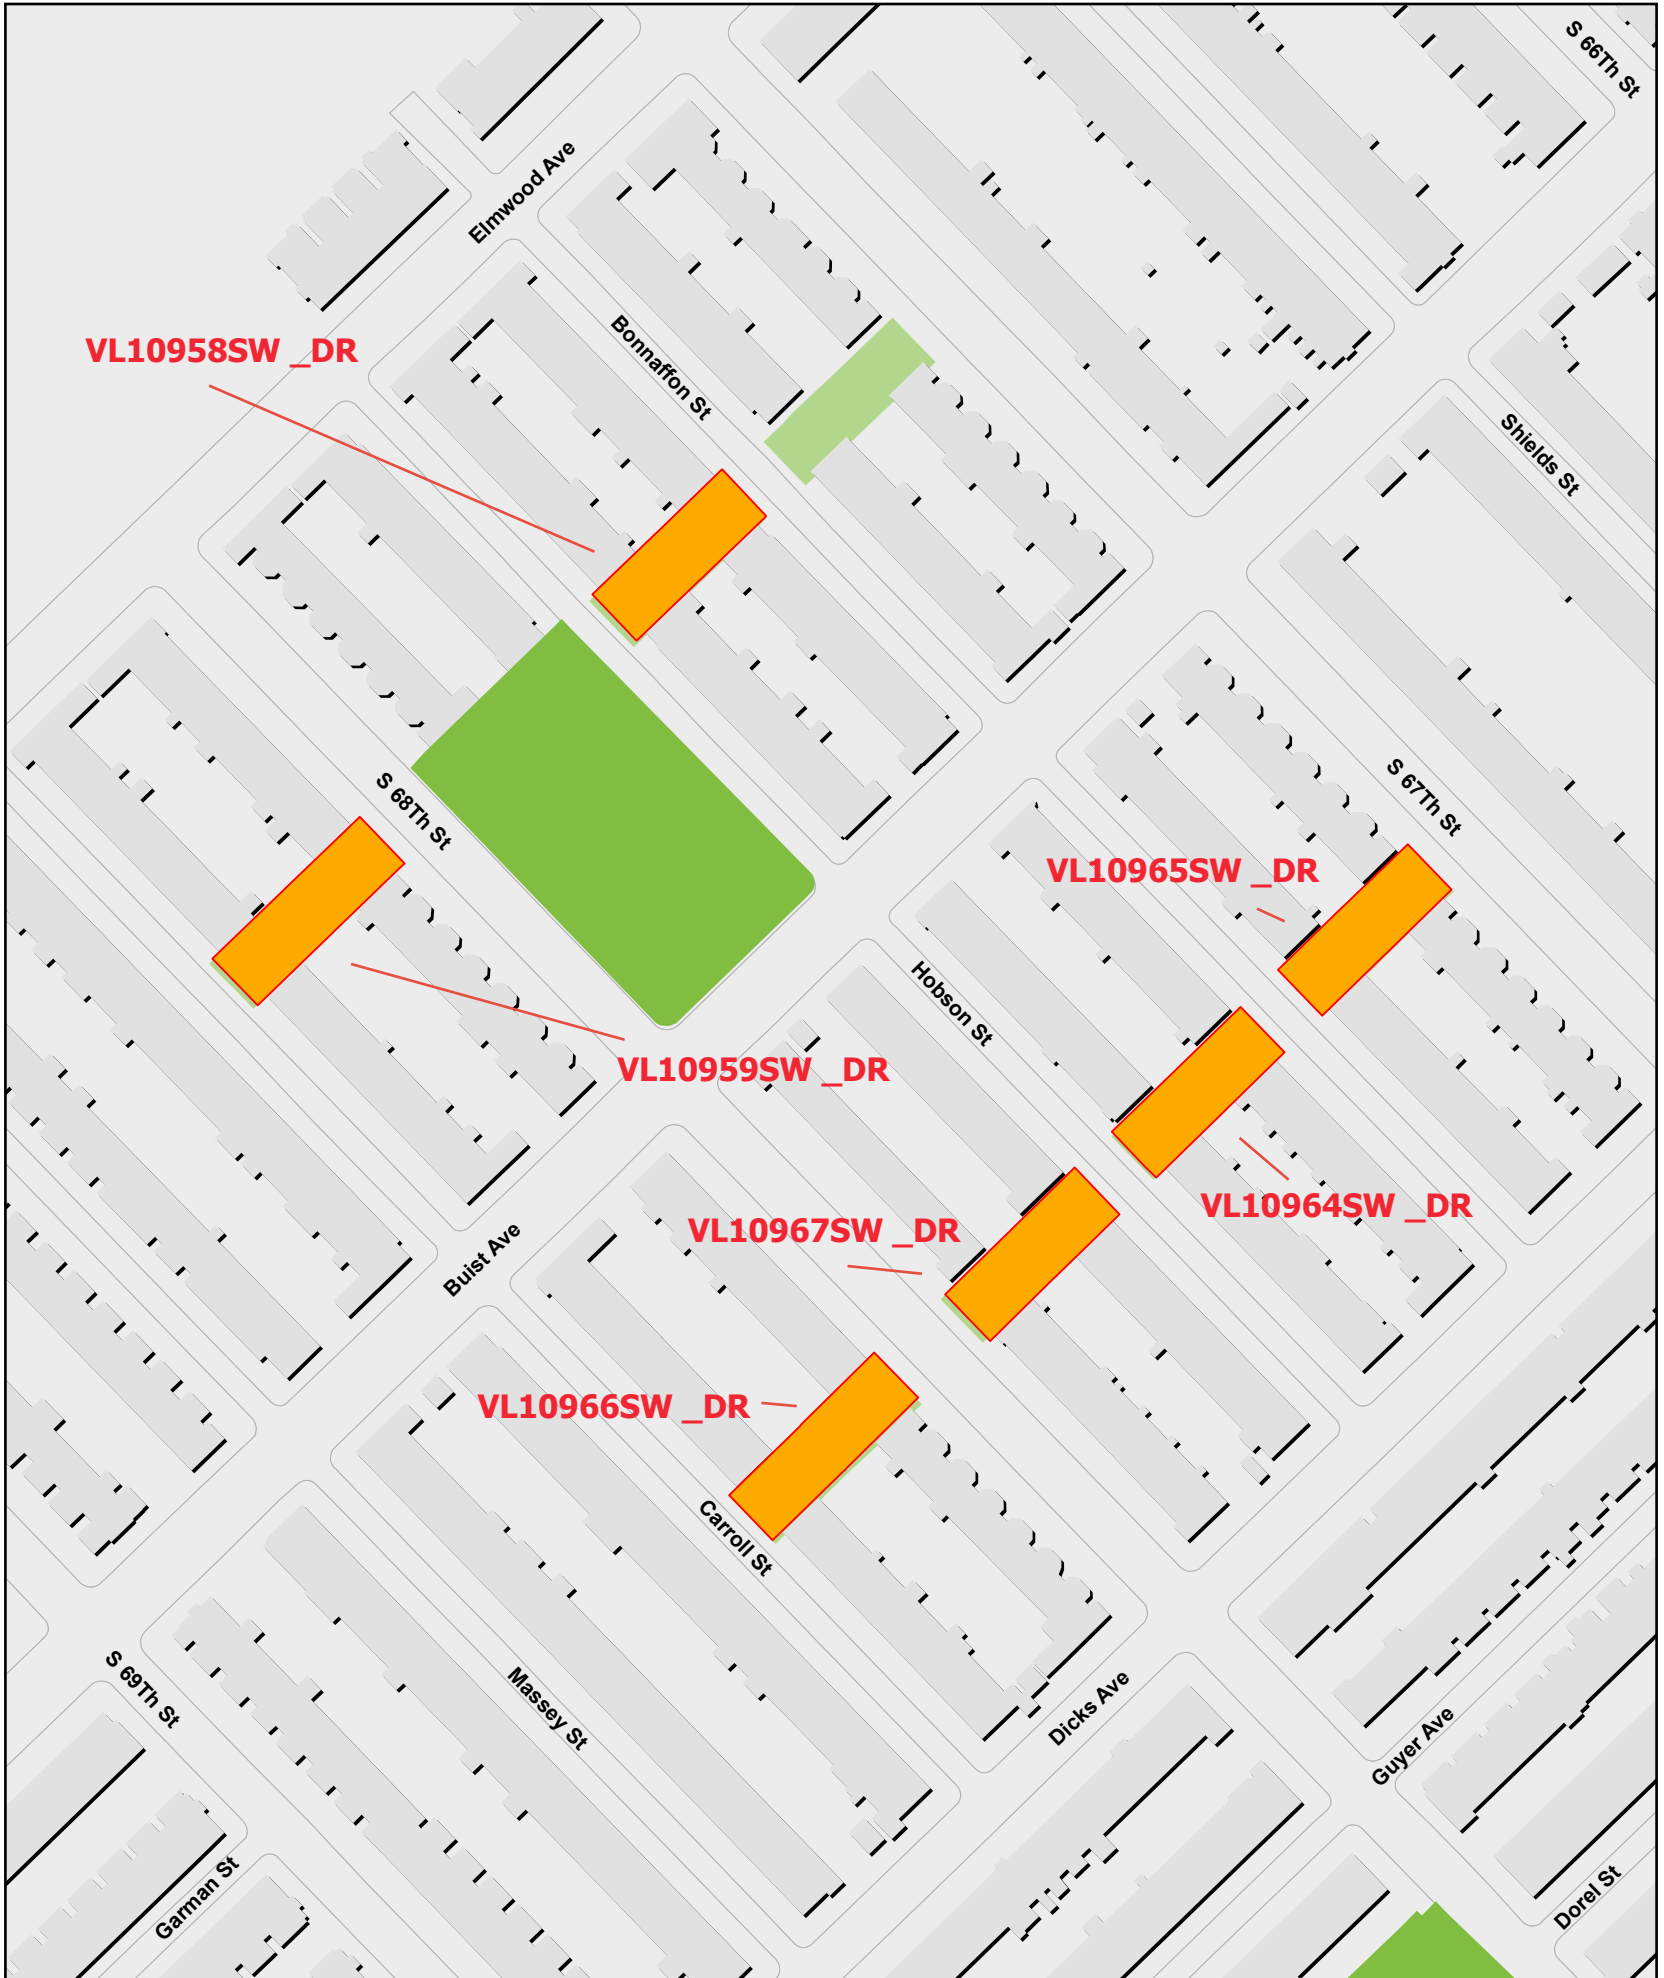 S 66Th St
Elmwood Ave
VL10958SW _DR
Bonnaffon St
Shields St
S 68Th St
S 67Th St
VL10965SW _DR
Hobson St
VL10959SW _DR
VL10964SW _DR
VL10967SW _DR
Buist Ave
VL10966SW _DR
Carroll St
S 69Th St
Massey St
Dicks Ave
Guyer Ave
Garman St
Dorel St